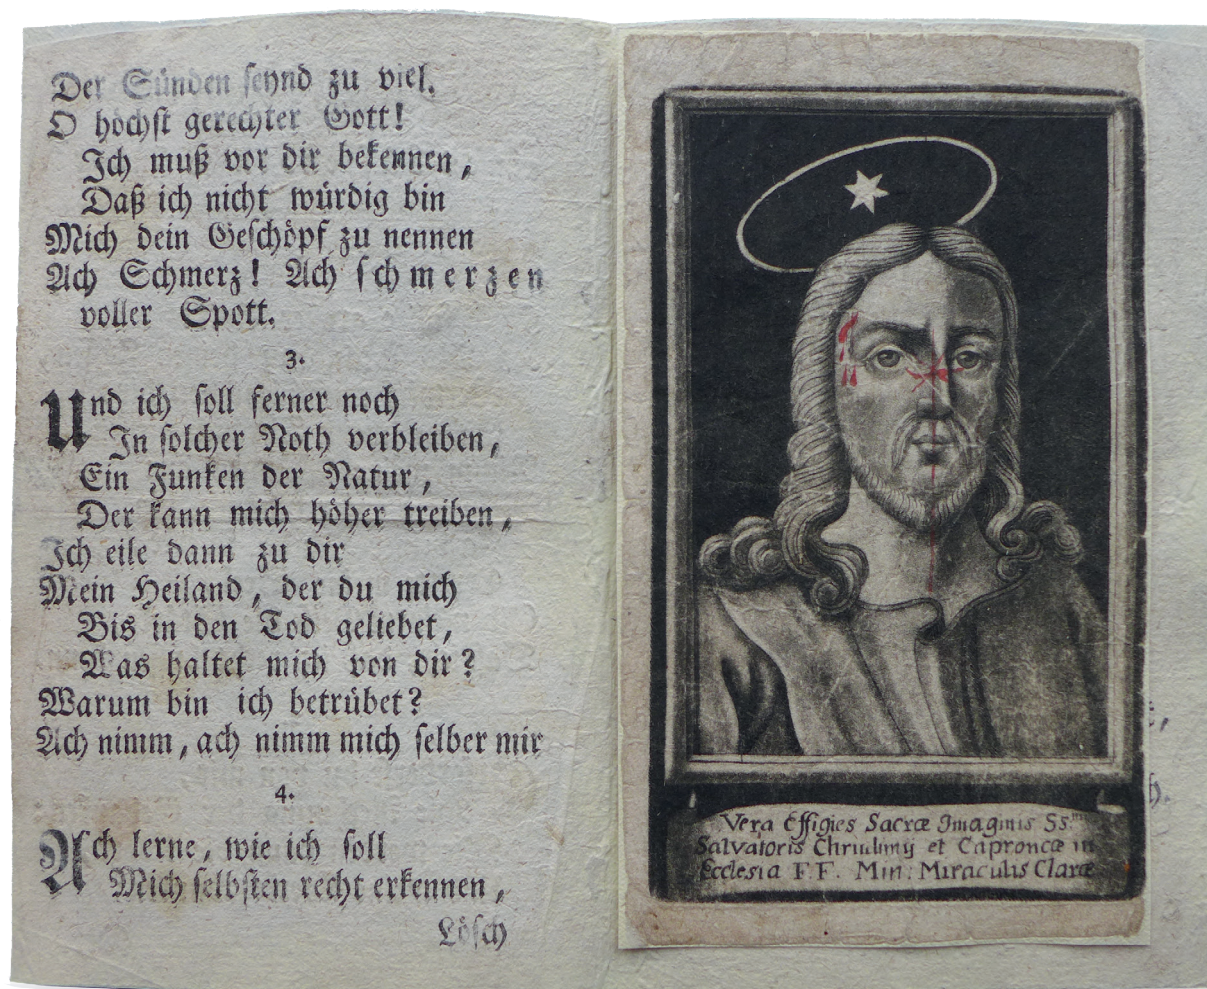 Der Sünden seynd zu viel.
O höchst gerechter Gott!
Ich muß vor dir bekennen,
Daß ich nicht würdig bin
Mich dein Geschöpf zu nennen
Ach Schmerz! Ach schmerzen
voller Spott.
3.
Und ich soll ferner noch
In solcher Noth verbleiben,
Ein Funken der Natur,
Der kann mich höher treiben,
Ich eile dann zu dir
Mein Heiland, der du mich
Bis in den Tod geliebet,
Was haltet mich von dir?
Warum bin ich betrübet?
Ach nimm, ach nimm mich selber mir
4.
Ach lerne, wie ich soll
Mich selbsten recht erkennen,
Lösch
Vera Effigies Sacræ Imaginis Ss.mi
Salvatoris Chriudimij et Caproncæ in
Ecclesia F.F. Min: Miraculis Claræ